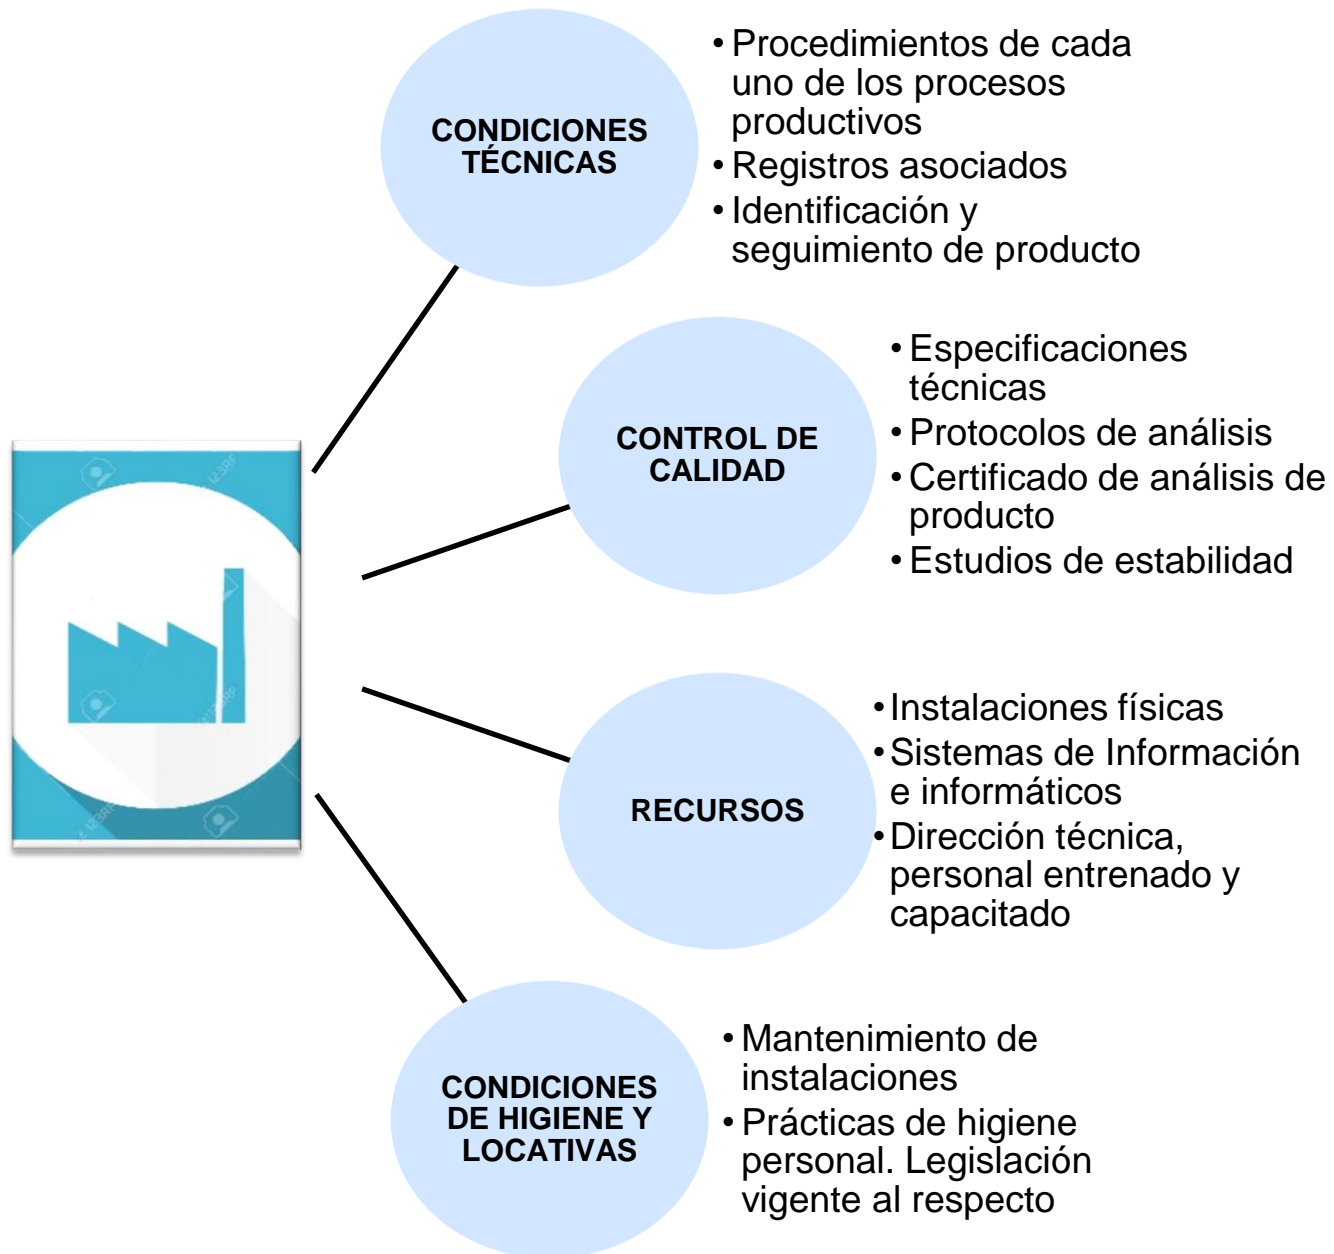 CONDICIONES
TÉCNICAS
• Procedimientos de cada
uno de los procesos
productivos
• Registros asociados
• Identificación y
seguimiento de producto
CONTROL DE
CALIDAD
• Especificaciones
técnicas
• Protocolos de análisis
• Certificado de análisis de
producto
• Estudios de estabilidad
RECURSOS
• Instalaciones físicas
• Sistemas de Información
e informáticos
• Dirección técnica,
personal entrenado y
capacitado
CONDICIONES
DE HIGIENE Y
LOCATIVAS
• Mantenimiento de
instalaciones
• Prácticas de higiene
personal. Legislación
vigente al respecto
123RF
123RF